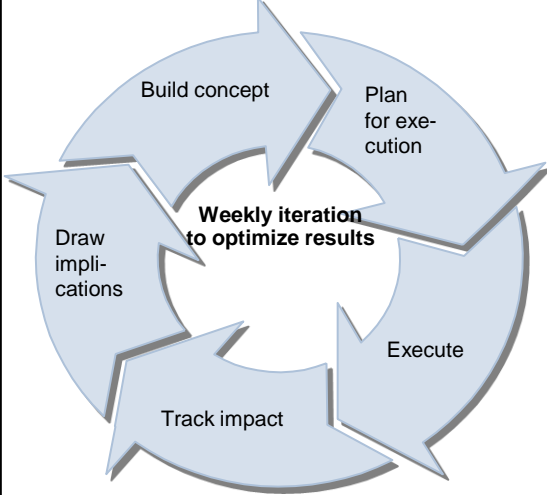 Build concept
Plan
for exe-
cution
Weekly iteration
to optimize results
Draw
impli-
cations
Execute
Track impact